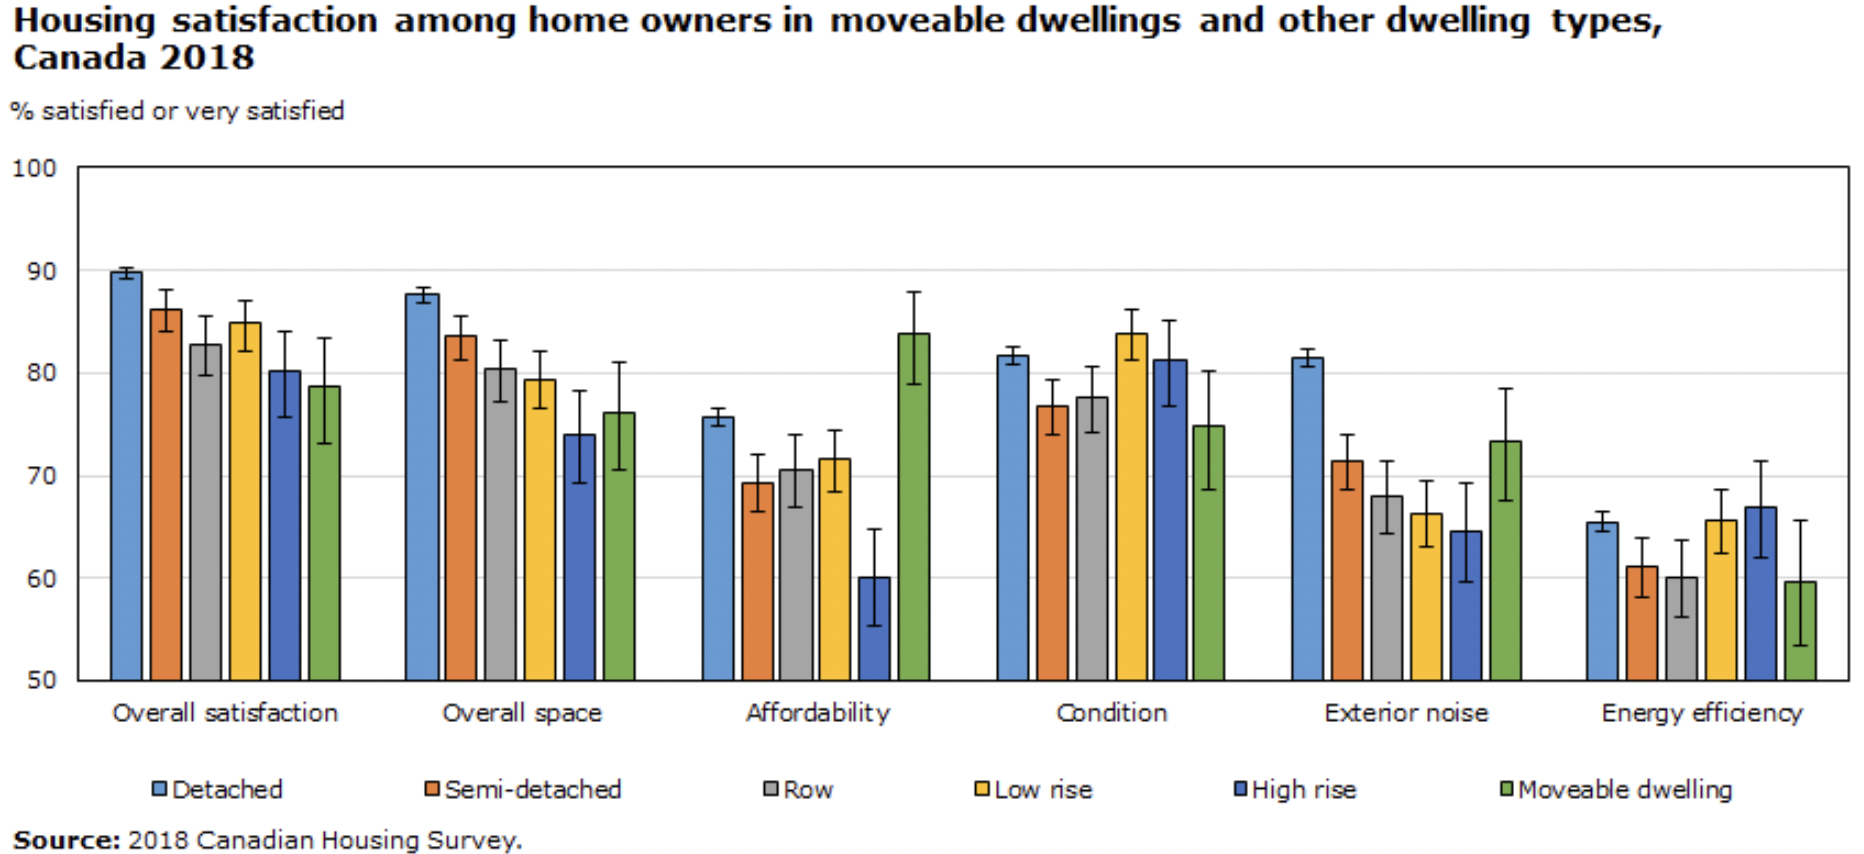 Housing satisfaction among home owners in moveable dwellings and other dwelling types,
Canada 2018
% satisfied or very satisfied
100
90
80
70
60
50
Overall satisfaction Overall space Affordability Condition Exterior noise Energy efficiency
Detached Semi-detached Row Low rise High rise Moveable dwelling
Source: 2018 Canadian Housing Survey.